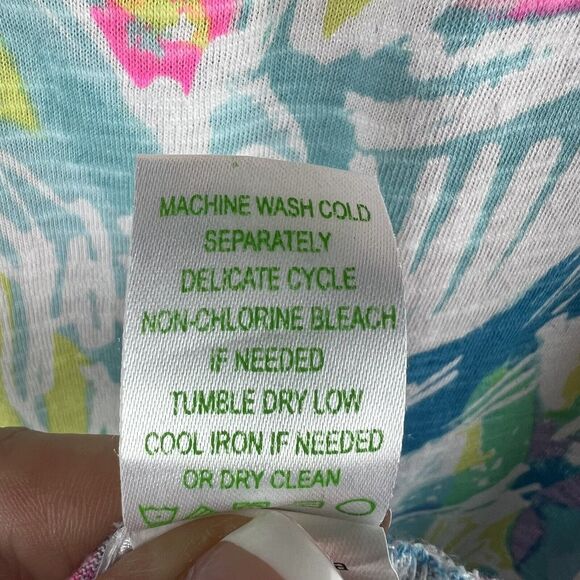 MACHINE WASH COLD
SEPARATELY
DELICATE CYCLE
NON-CHLORINE BLEACH
IF NEEDED
TUMBLE DRY LOW
COOL IRON IF NEEDED
OR DRY CLEAN